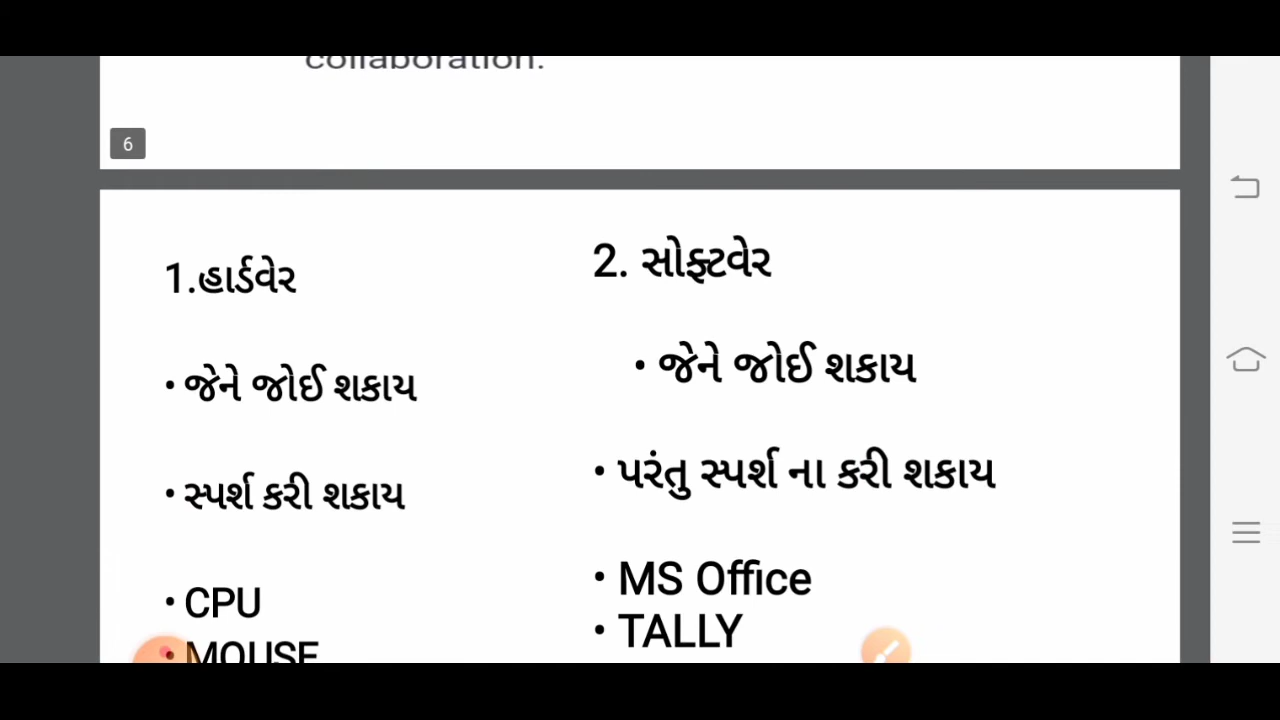 collaboration.
6
1.હાર્ડવેર
• જેને જોઈ શકાય
• સ્પર્શ કરી શકાય
• CPU
• MOUSE
2. સોફ્ટવેર
• જેને જોઈ શકાય
• પરંતુ સ્પર્શ ના કરી શકાય
• MS Office
• TALLY